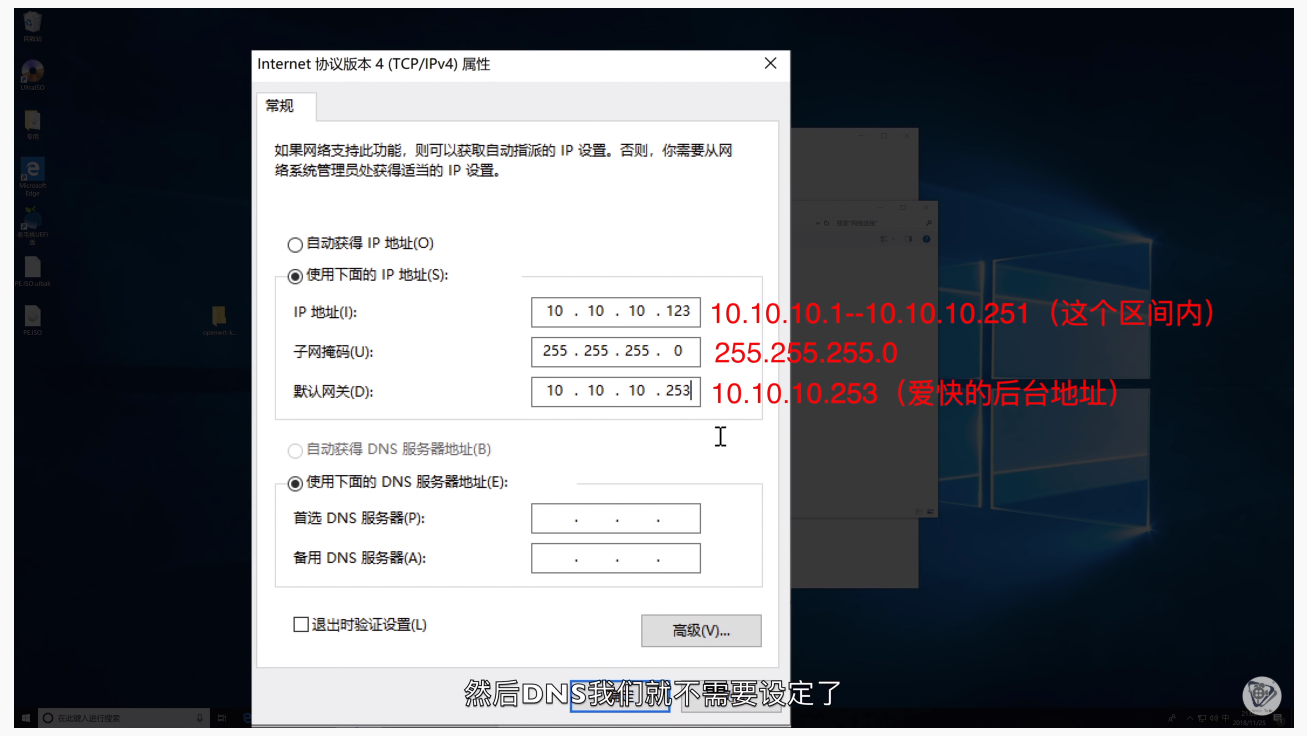 Internet 协议版本 4 (TCP/IPv4) 属性
常规
如果网络支持此功能，则可以获取自动指派的 IP 设置。否则，你需要从网
络系统管理员处获得适当的 IP 设置。
自动获得 IP 地址(O)
使用下面的 IP 地址(S):
IP 地址(I): 10 . 10 . 10 . 123 10.10.10.1--10.10.10.251（这个区间内）
子网掩码(U): 255 . 255 . 255 . 0 255.255.255.0
默认网关(D): 10 . 10 . 10 . 253 10.10.10.253（爱快的后台地址）
自动获得 DNS 服务器地址(B)
使用下面的 DNS 服务器地址(E):
首选 DNS 服务器(P): . . .
备用 DNS 服务器(A): . . .
退出时验证设置(L)
高级(V)...
然后DNS我们就不需要设定了
UltraISO
Microsoft
Edge
PE.ISO
在此键入进行搜索
2018/11/25